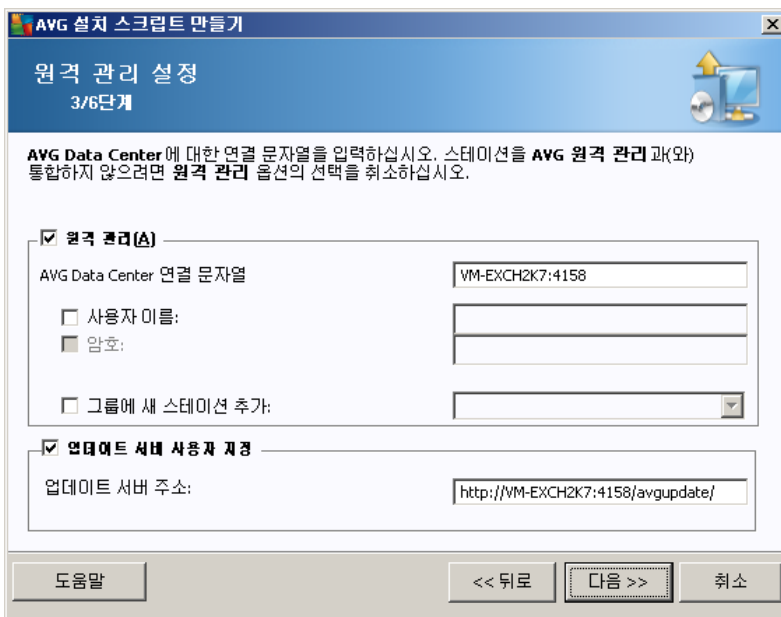 AVG 설치 스크립트 만들기
원격 관리 설정
3/6단계
AVG Data Center에 대한 연결 문자열을 입력하십시오. 스테이션을 AVG 원격 관리과(와)
통합하지 않으려면 원격 관리 옵션의 선택을 취소하십시오.
원격 관리(A)
AVG Data Center 연결 문자열 VM-EXCH2K7:4158
사용자 이름:
암호:
그룹에 새 스테이션 추가:
업데이트 서버 사용자 지정
업데이트 서버 주소: http://VM-EXCH2K7:4158/avgupdate/
도움말 << 뒤로 다음 >> 취소